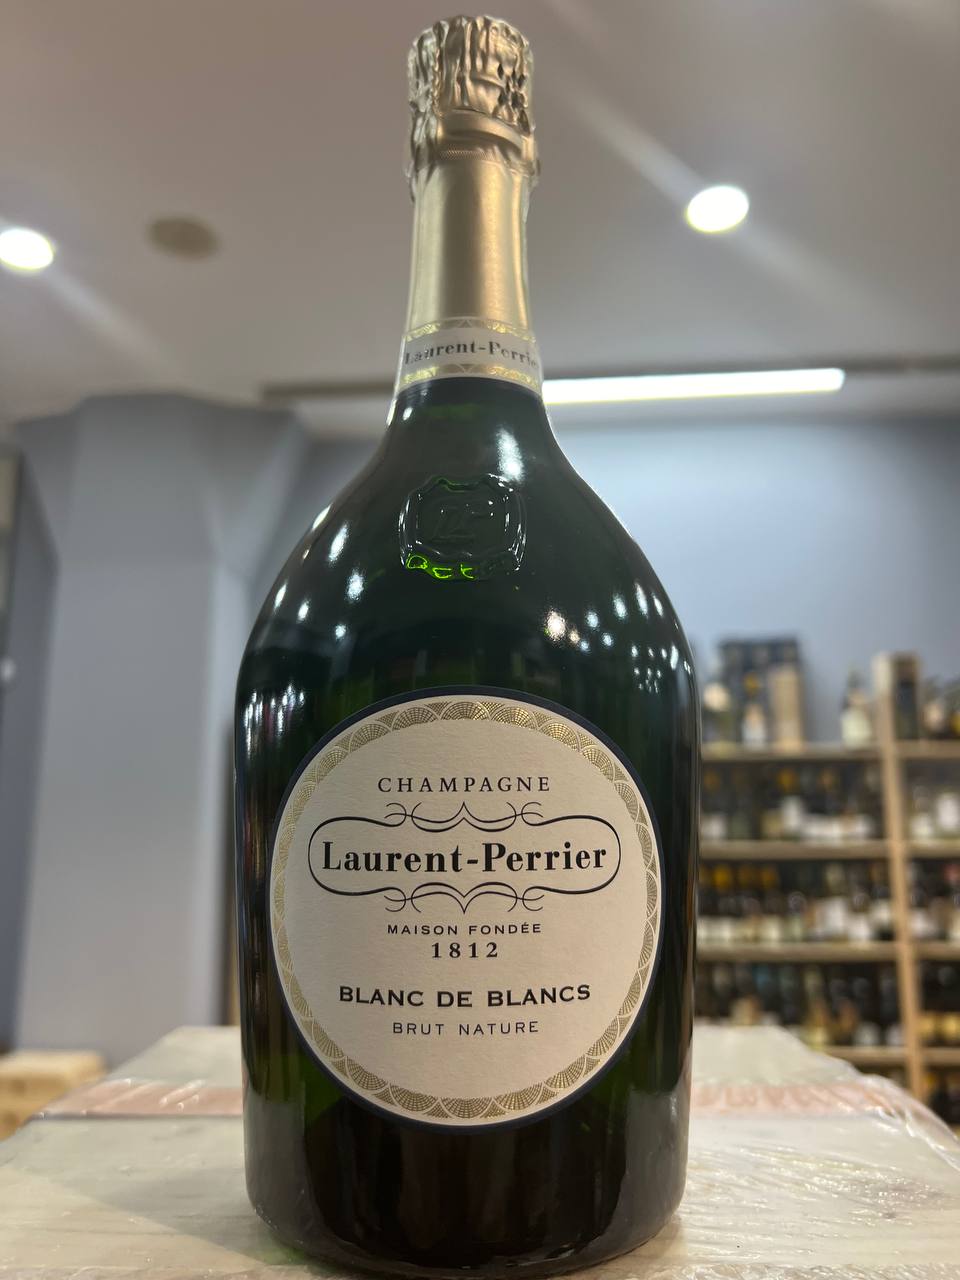 Laurent-Perrier
CHAMPAGNE
Laurent-Perrier
MAISON FONDÉE
1812
BLANC DE BLANCS
BRUT NATURE